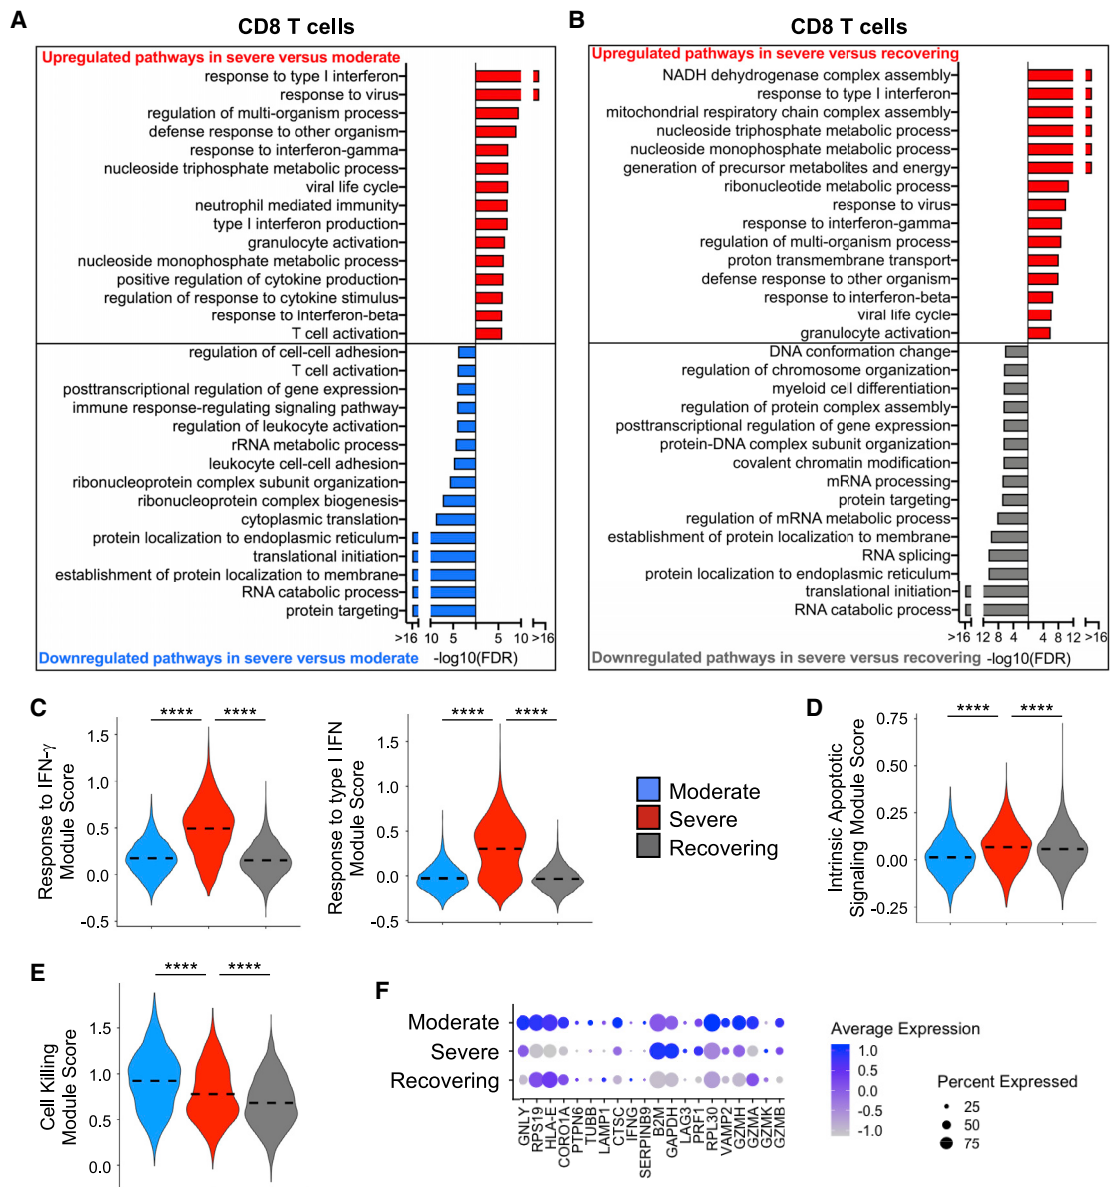 A
CD8 T cells
Upregulated pathways in severe versus moderate
response to type I interferon
response to virus
regulation of multi-organism process
defense response to other organism
response to interferon-gamma
nucleoside triphosphate metabolic process
viral life cycle
neutrophil mediated immunity
type I interferon production
granulocyte activation
nucleoside monophosphate metabolic process
positive regulation of cytokine production
regulation of response to cytokine stimulus
response to interferon-beta
T cell activation
regulation of cell-cell adhesion
T cell activation
posttranscriptional regulation of gene expression
immune response-regulating signaling pathway
regulation of leukocyte activation
rRNA metabolic process
leukocyte cell-cell adhesion
ribonucleoprotein complex subunit organization
ribonucleoprotein complex biogenesis
cytoplasmic translation
protein localization to endoplasmic reticulum
translational initiation
establishment of protein localization to membrane
RNA catabolic process
protein targeting
>16 10 5 5 10 >16
Downregulated pathways in severe versus moderate -log10(FDR)
B
CD8 T cells
Upregulated pathways in severe versus recovering
NADH dehydrogenase complex assembly
response to type I interferon
mitochondrial respiratory chain complex assembly
nucleoside triphosphate metabolic process
nucleoside monophosphate metabolic process
generation of precursor metabolites and energy
ribonucleotide metabolic process
response to virus
response to interferon-gamma
regulation of multi-organism process
proton transmembrane transport
defense response to other organism
response to interferon-beta
viral life cycle
granulocyte activation
DNA conformation change
regulation of chromosome organization
myeloid cell differentiation
regulation of protein complex assembly
posttranscriptional regulation of gene expression
protein-DNA complex subunit organization
covalent chromatin modification
mRNA processing
protein targeting
regulation of mRNA metabolic process
establishment of protein localization to membrane
RNA splicing
protein localization to endoplasmic reticulum
translational initiation
RNA catabolic process
>16 12 8 4 4 8 12 >16
Downregulated pathways in severe versus recovering -log10(FDR)
C
Response to IFN-γ
Module Score
1.5
1.0
0.5
0.0
-0.5
**** ****
Response to type I IFN
Module Score
1.5
1.0
0.5
0.0
-0.5
**** ****
Moderate
Severe
Recovering
D
Intrinsic Apoptotic
Signaling Module Score
0.75
0.50
0.25
0.00
-0.25
**** ****
E
Cell Killing
Module Score
1.5
1.0
0.5
0.0
**** ****
F
Moderate
Severe
Recovering
GNLY
RPS19
HLA-E
CORO1A
PTPN6
TUBB
LAMP1
CTSC
IFNG
SERPINB9
B2M
GAPDH
LAG3
PRF1
RPL30
VAMP2
GZMH
GZMA
GZMK
GZMB
Average Expression
1.0
0.5
0.0
-0.5
-1.0
Percent Expressed
25
50
75